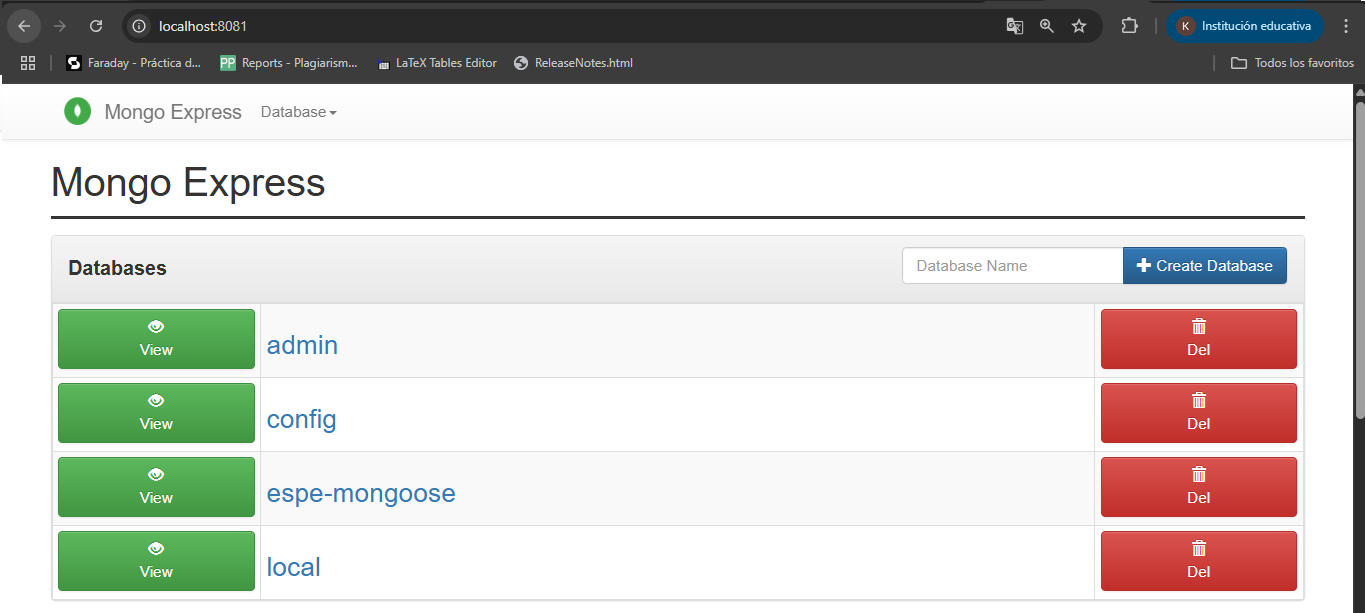 localhost:8081
K Institución educativa
Faraday - Práctica d... PP Reports - Plagiarism... LaTeX Tables Editor ReleaseNotes.html Todos los favoritos
Mongo Express Database
Mongo Express
Databases Database Name Create Database
View admin Del
View config Del
View espe-mongoose Del
View local Del